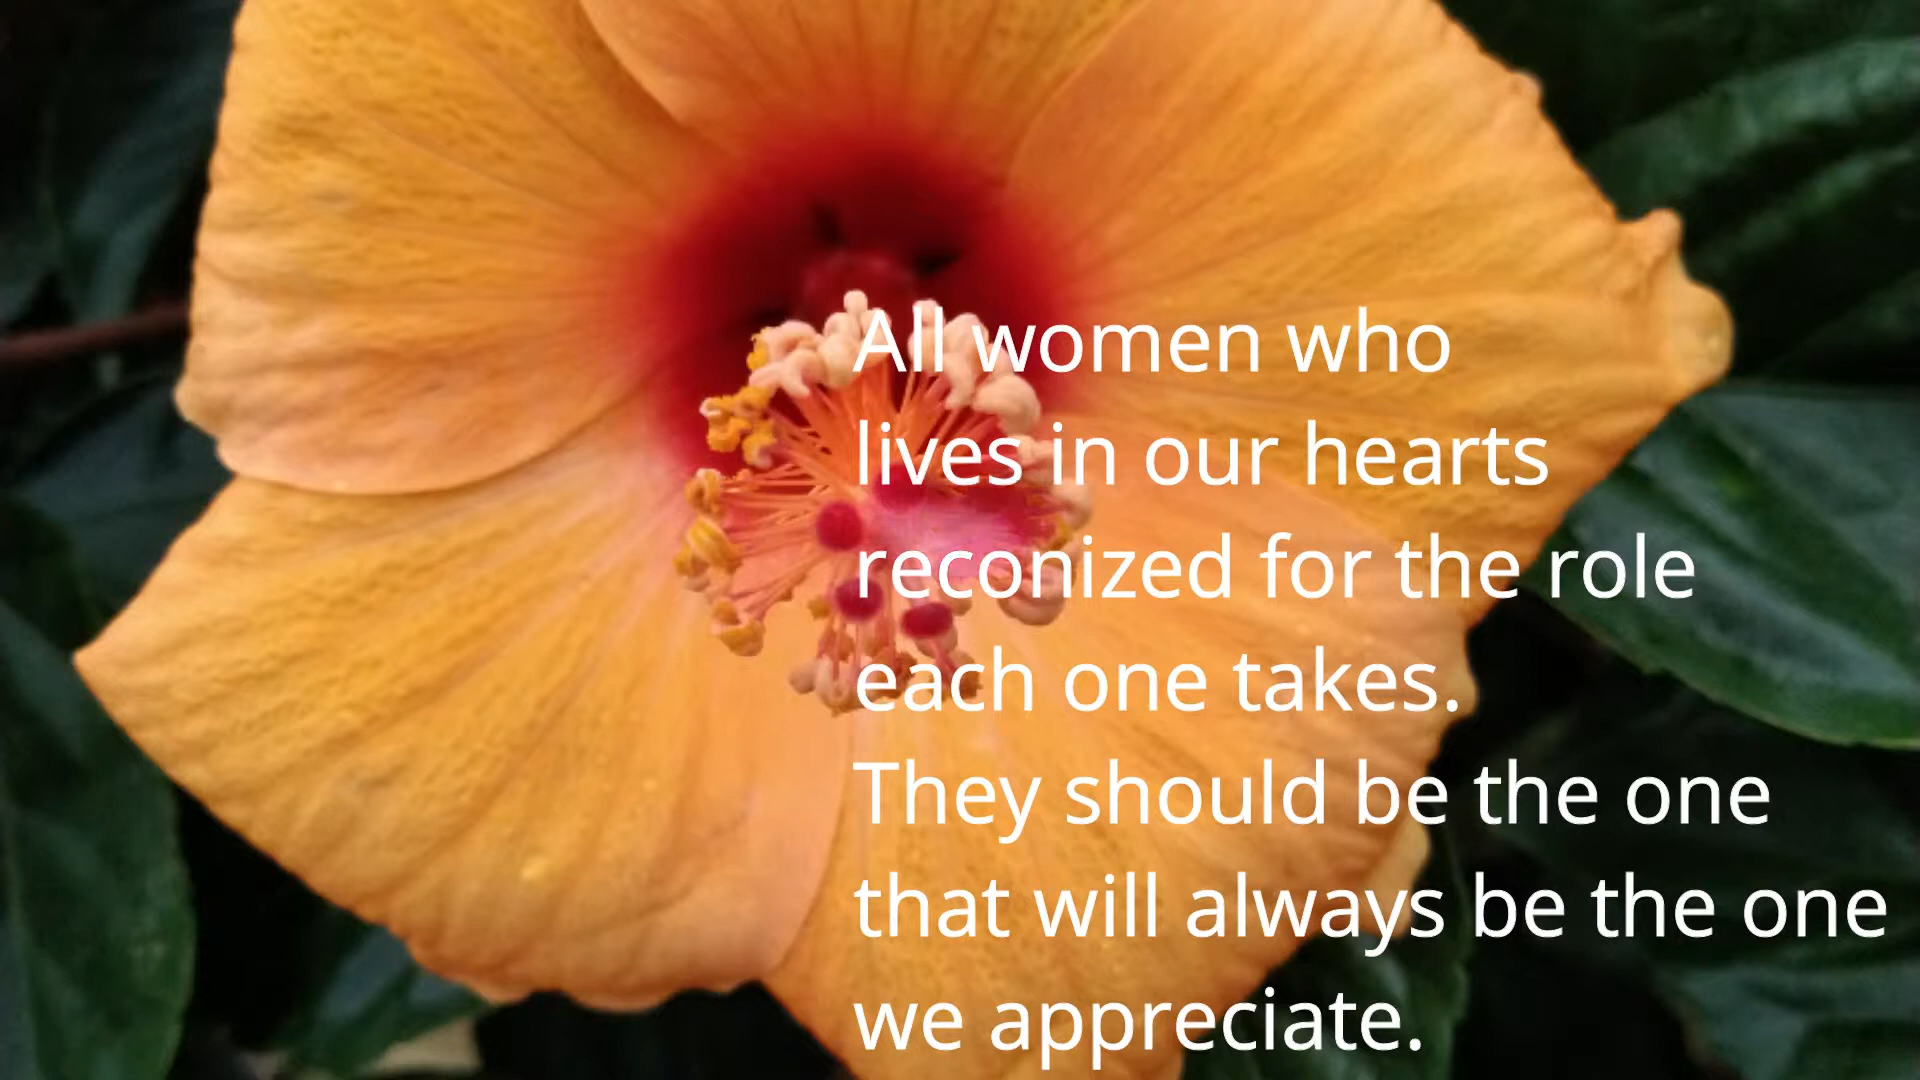 All women who
lives in our hearts
reconized for the role
each one takes.
They should be the one
that will always be the one
we appreciate.